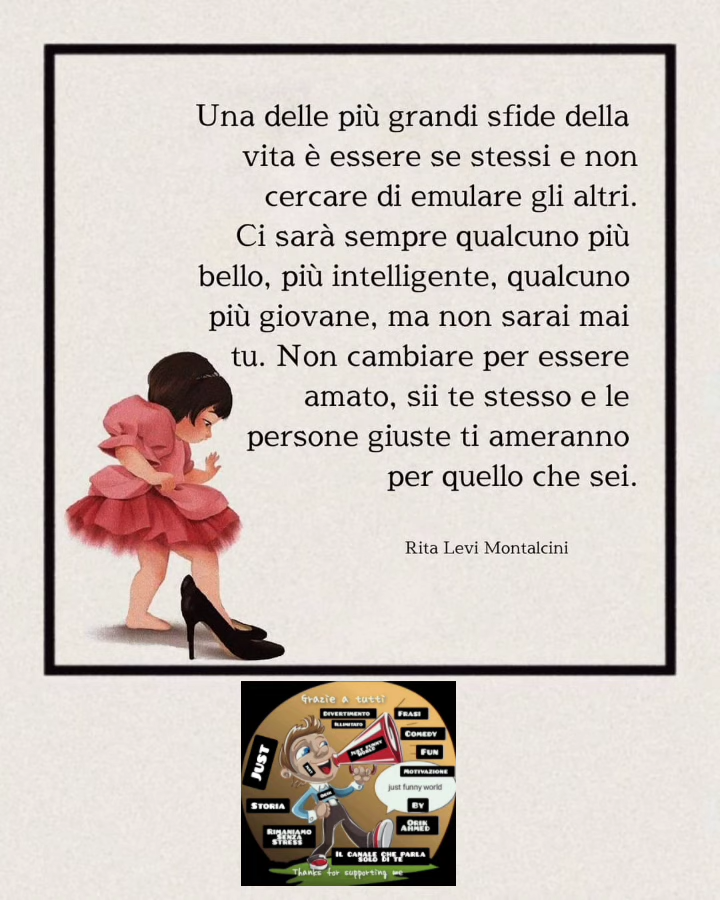 Una delle più grandi sfide della
vita è essere se stessi e non
cercare di emulare gli altri.
Ci sarà sempre qualcuno più
bello, più intelligente, qualcuno
più giovane, ma non sarai mai
tu. Non cambiare per essere
amato, sii te stesso e le
persone giuste ti ameranno
per quello che sei.
Rita Levi Montalcini
Grazie a tutti
Divertimento
Illimitato
Frasi
Comedy
Fun
Just funny
world
Motivazione
JUST
just funny world
Storia
By
Orik
Ahmed
Rimaniamo
senza
stress
Il canale che parla
solo di te
Thanks for supporting me